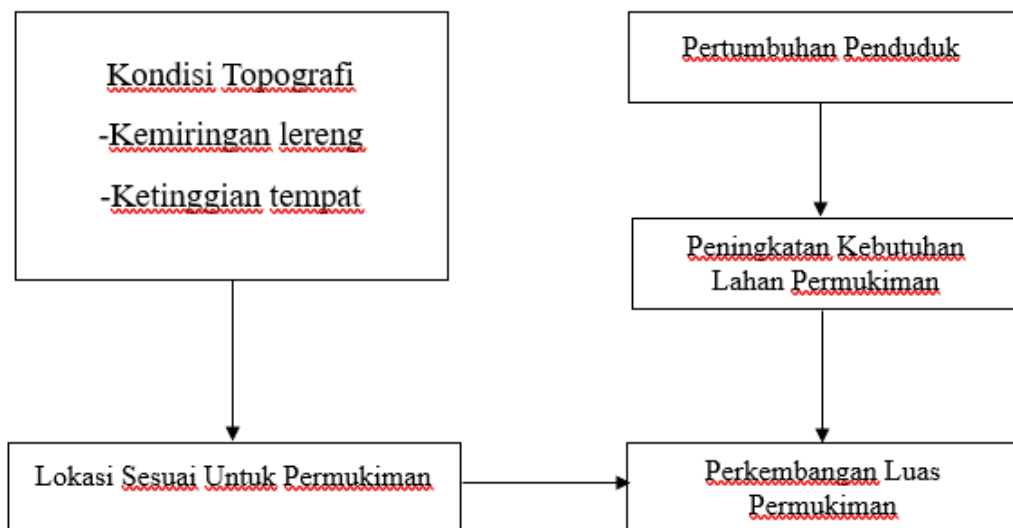 Kondisi Topografi
-Kemiringan lereng
-Ketinggian tempat
Pertumbuhan Penduduk
Peningkatan Kebutuhan
Lahan Permukiman
Lokasi Sesuai Untuk Permukiman
Perkembangan Luas
Permukiman